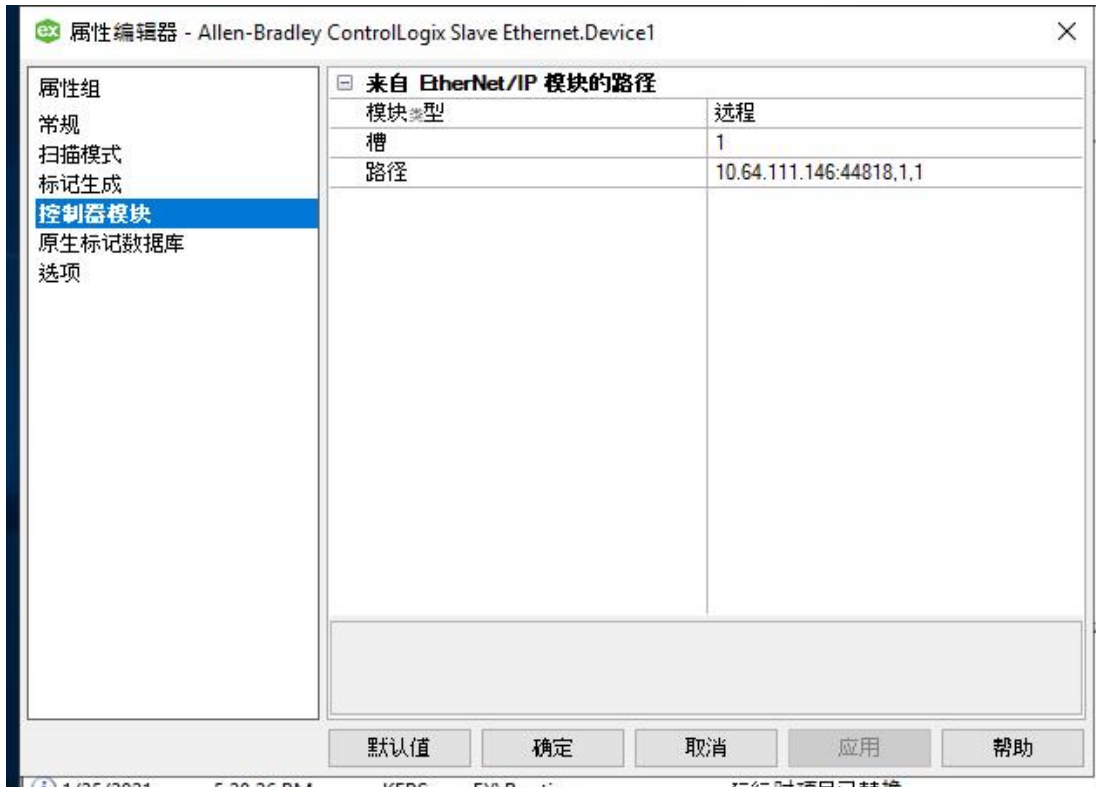 属性编辑器 - Allen-Bradley ControlLogix Slave Ethernet.Device1
属性组
常规
扫描模式
标记生成
控制器模块
原生标记数据库
选项
来自 EtherNet/IP 模块的路径
模块类型 远程
槽 1
路径 10.64.111.146:44818,1,1
默认值 确定 取消 应用 帮助